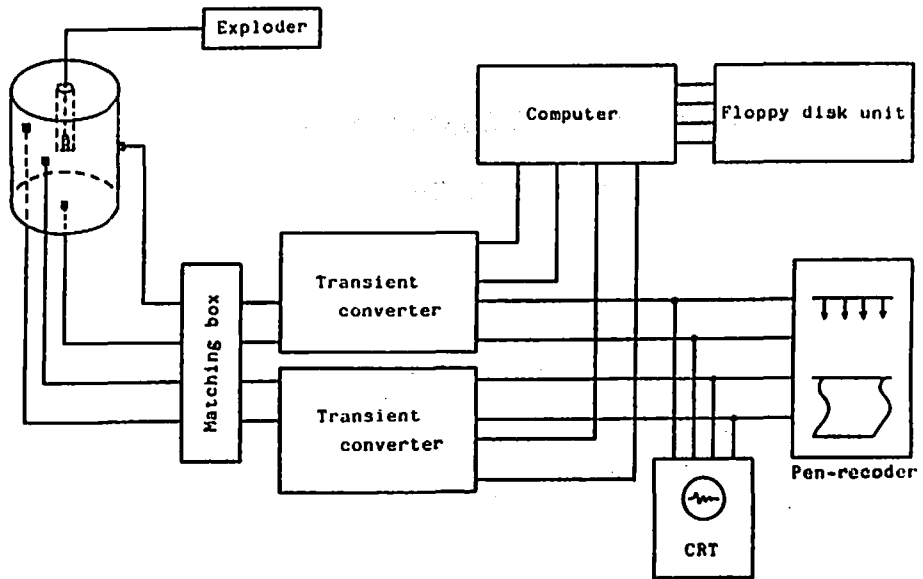 Exploder
Computer
Floppy disk unit
Transient
converter
Matching box
Transient
converter
Pen-recoder
CRT